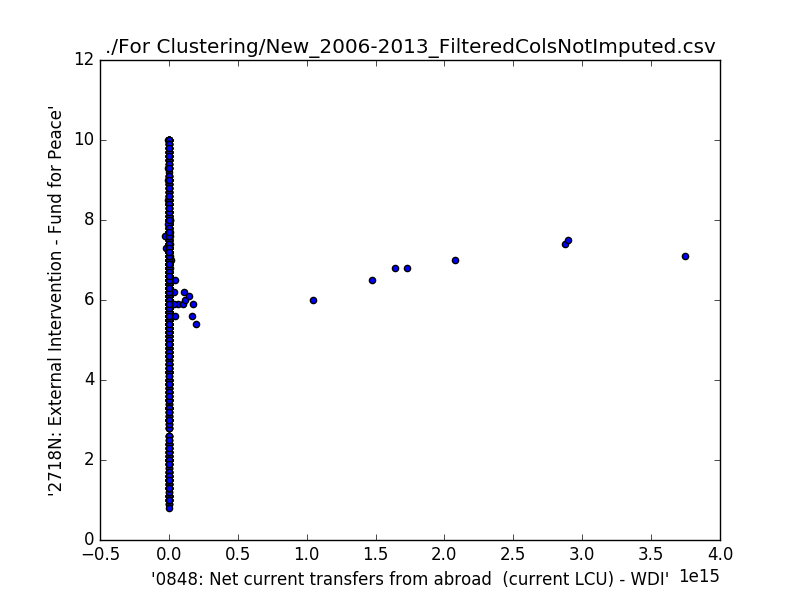 ./For Clustering/New_2006-2013_FilteredColsNotImputed.csv
12
10
8
6
4
2
0
'2718N: External Intervention - Fund for Peace'
−0.5 0.0 0.5 1.0 1.5 2.0 2.5 3.0 3.5 4.0
1e15
'0848: Net current transfers from abroad  (current LCU) - WDI'